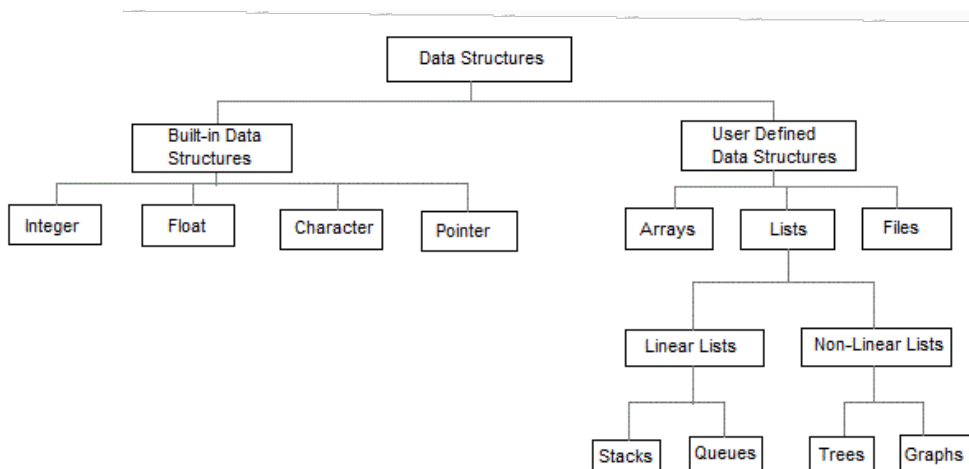 Data Structures
Built-in Data
Structures
User Defined
Data Structures
Integer
Float
Character
Pointer
Arrays
Lists
Files
Linear Lists
Non-Linear Lists
Stacks
Queues
Trees
Graphs